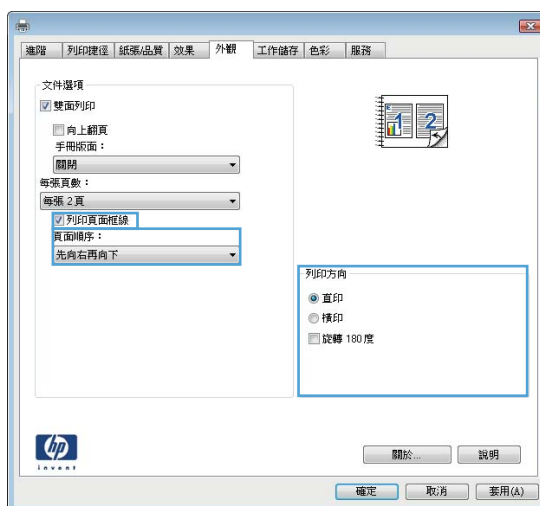 進階 列印捷徑 紙張/品質 效果 外觀 工作儲存 色彩 服務
文件選項
雙面列印
向上翻頁
手冊版面：
關閉
每張頁數：
每張 2 頁
列印頁面框線
頁面順序：
先向右再向下
1 2
列印方向
直印
橫印
旋轉 180 度
hp
invent
關於... 說明
確定 取消 套用(A)